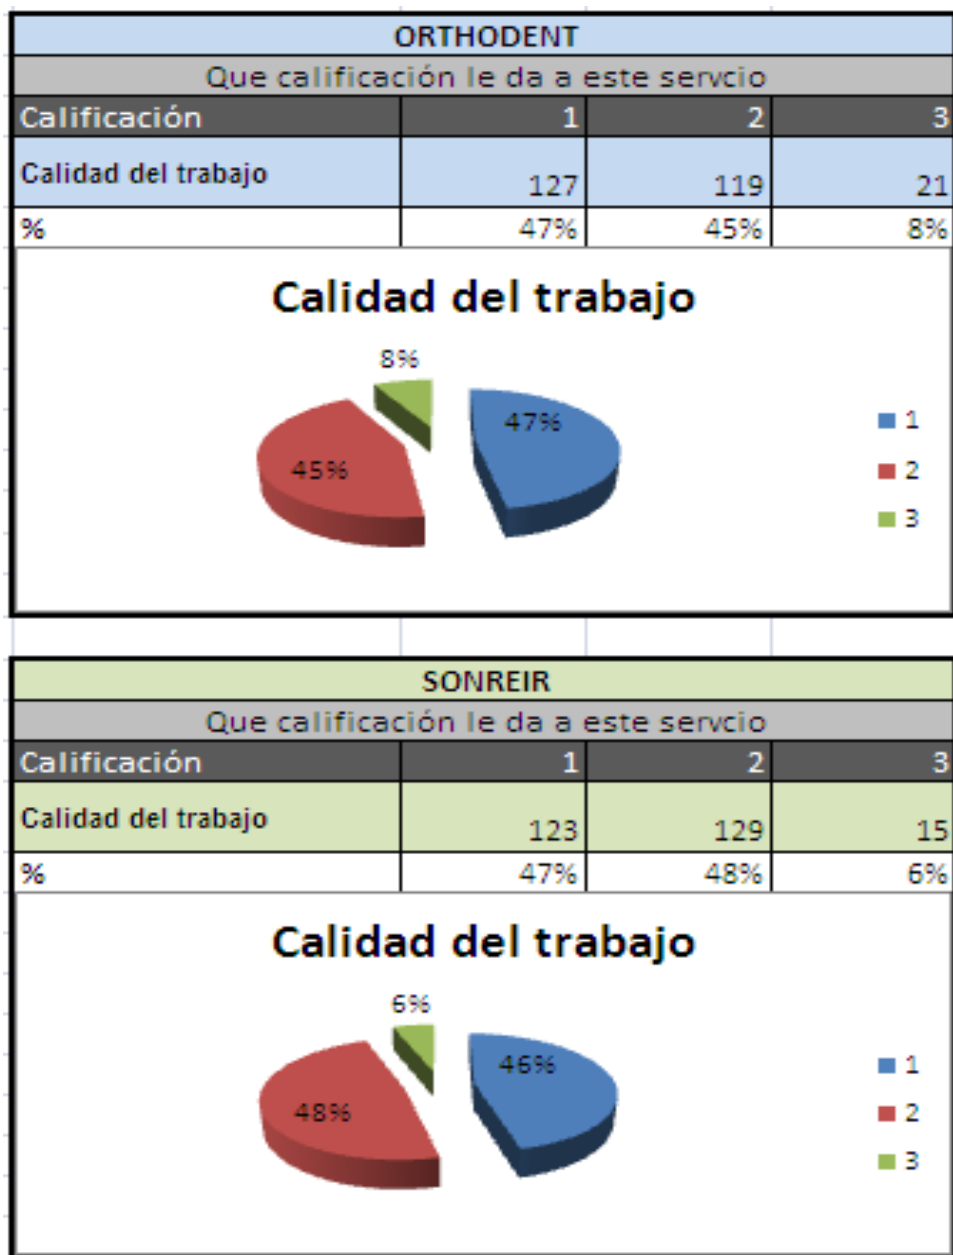 ORTHODENT
Que calificación le da a este servcio
Calificación 1 2 3
Calidad del trabajo 127 119 21
% 47% 45% 8%
Calidad del trabajo
8%
47%
45%
1
2
3
SONREIR
Que calificación le da a este servcio
Calificación 1 2 3
Calidad del trabajo 123 129 15
% 47% 48% 6%
Calidad del trabajo
6%
46%
48%
1
2
3